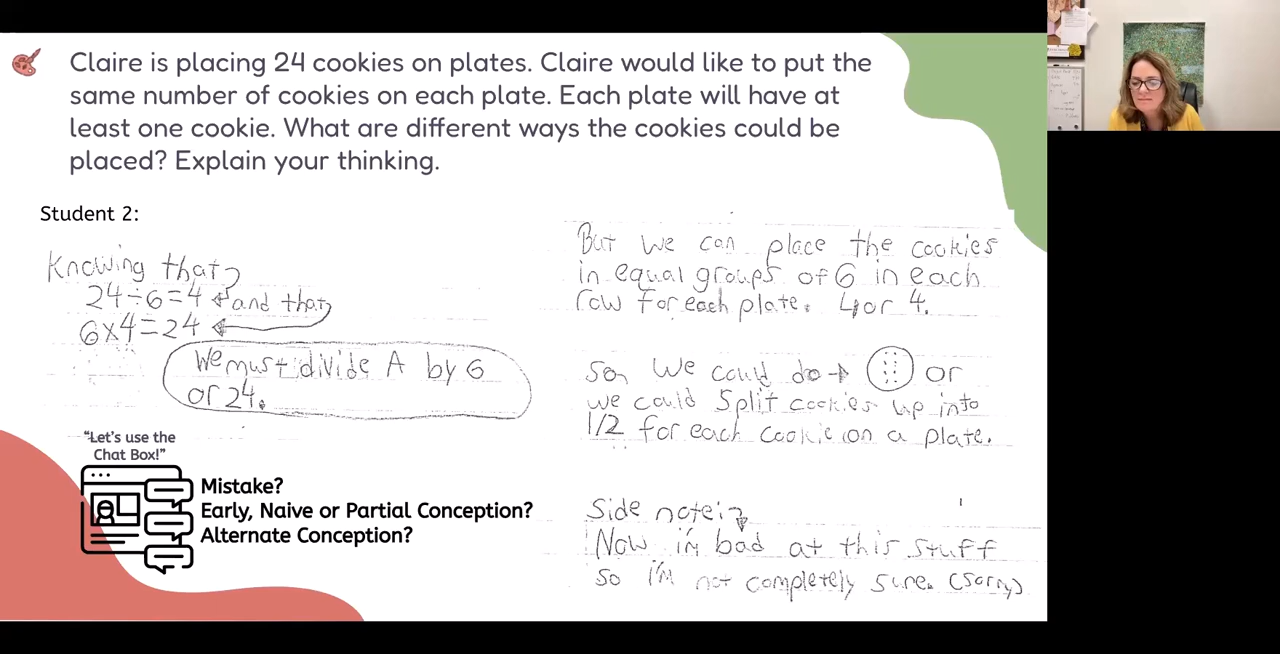 Claire is placing 24 cookies on plates. Claire would like to put the
same number of cookies on each plate. Each plate will have at
least one cookie. What are different ways the cookies could be
placed? Explain your thinking.
Student 2:
Knowing that
24÷6=4 and that
6x4=24
We must divide A by 6
or 24.
But we can place the cookies
in equal groups of 6 in each
row for each plate. 4 or 4.
So, we could do → or
we could split cookies up into
1/2 for each cookie on a plate.
Side note:
Now i'm bad at this stuff
so i'm not completely sure. (sorry)
"Let's use the
Chat Box!"
Mistake?
Early, Naive or Partial Conception?
Alternate Conception?